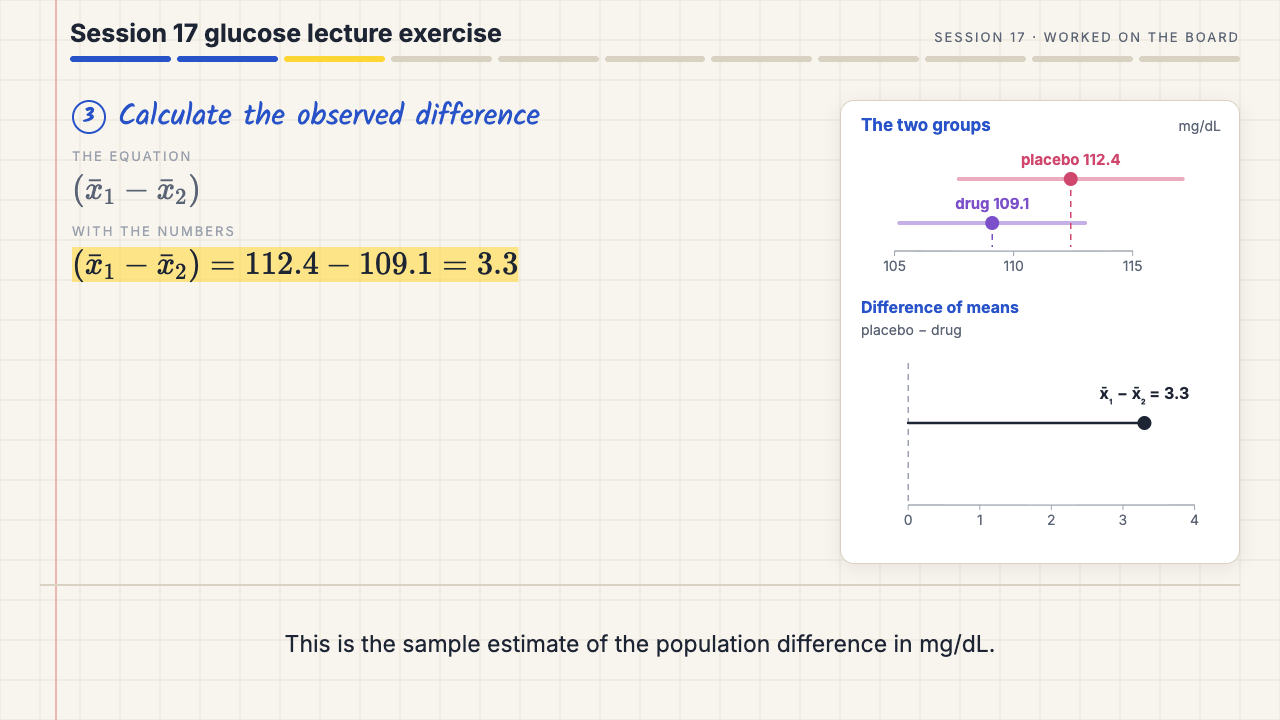 Session 17 glucose lecture exercise
SESSION 17 · WORKED ON THE BOARD
3 Calculate the observed difference
THE EQUATION
(x̄₁ − x̄₂)
WITH THE NUMBERS
(x̄₁ − x̄₂) = 112.4 − 109.1 = 3.3
The two groups
mg/dL
placebo 112.4
drug 109.1
105 110 115
Difference of means
placebo − drug
x̄₁ − x̄₂ = 3.3
0 1 2 3 4
This is the sample estimate of the population difference in mg/dL.